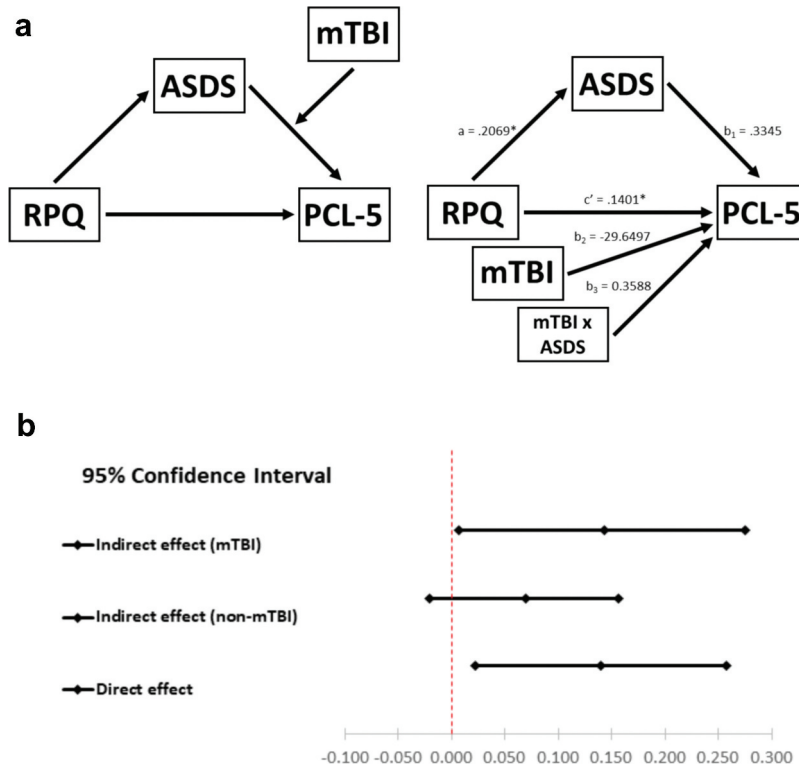 a
mTBI
ASDS
RPQ
PCL-5
ASDS
a = .2069*
b₁ = .3345
RPQ
c' = .1401*
PCL-5
b₂ = -29.6497
mTBI
b₃ = 0.3588
mTBI x
ASDS
b
95% Confidence Interval
Indirect effect (mTBI)
Indirect effect (non-mTBI)
Direct effect
-0.100 -0.050 0.000 0.050 0.100 0.150 0.200 0.250 0.300